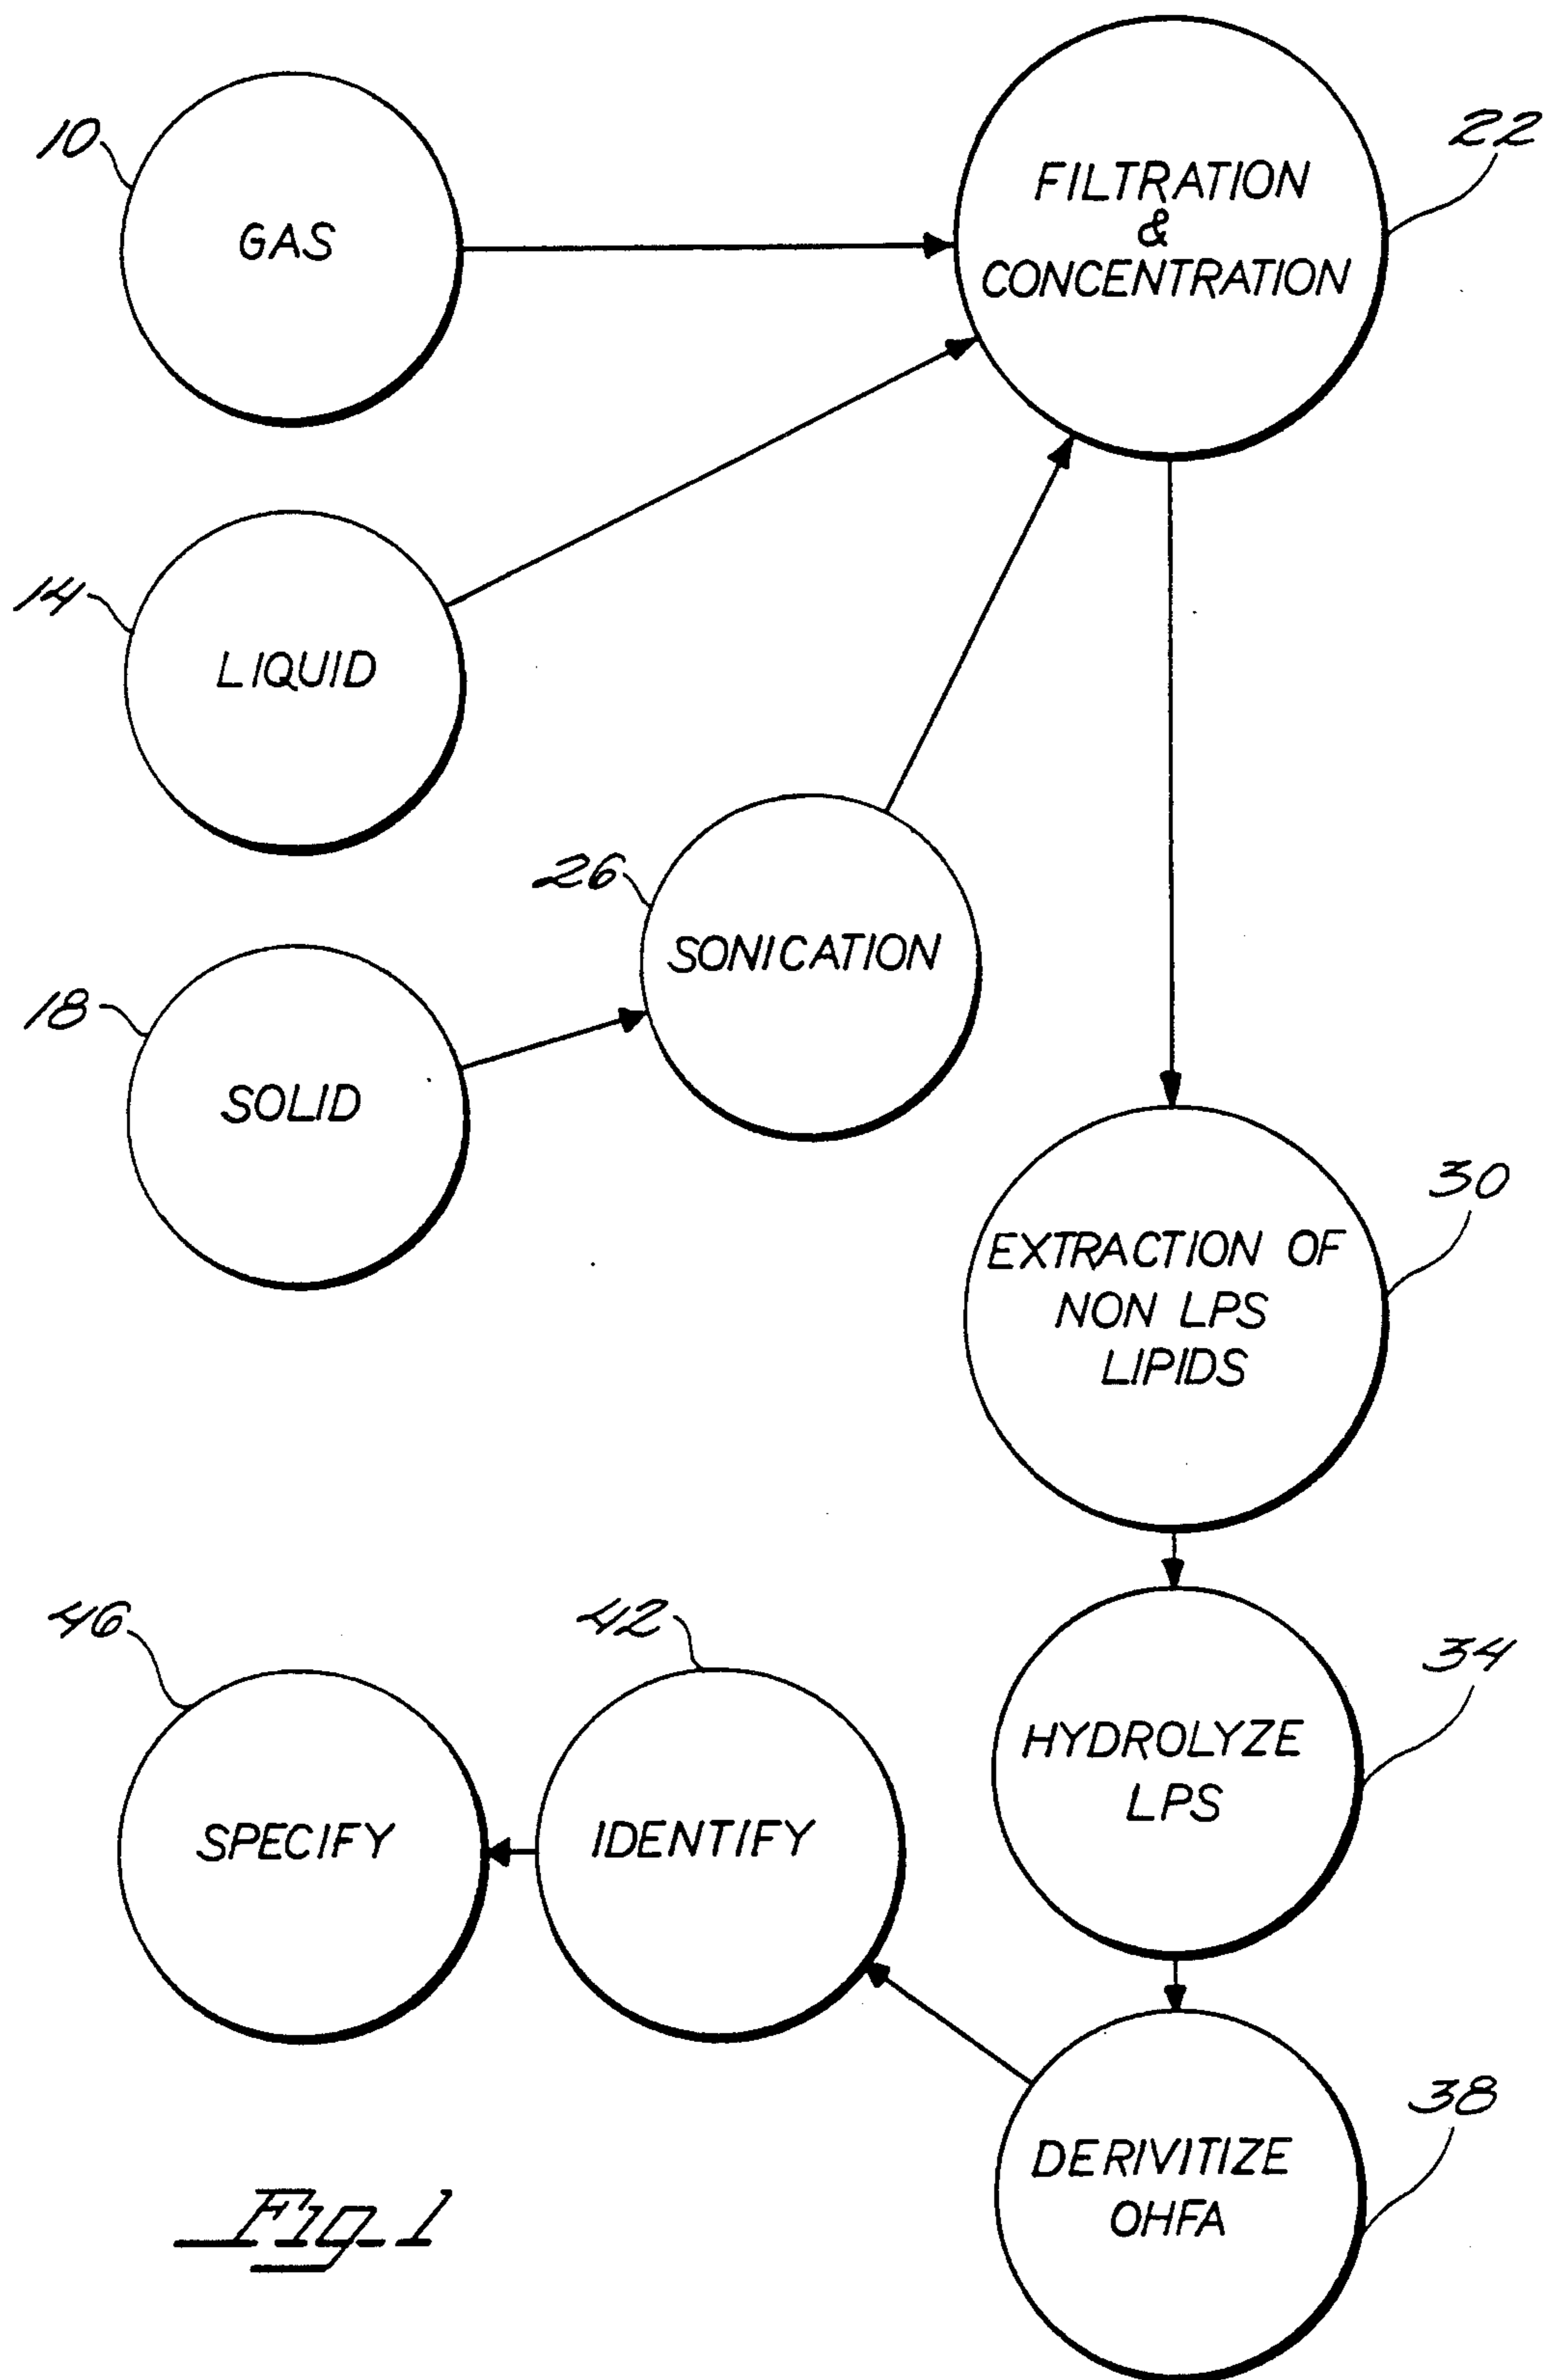 10
GAS
FILTRATION
&
CONCENTRATION
22
14
LIQUID
26
SONICATION
18
SOLID
30
EXTRACTION OF
NON LPS
LIPIDS
34
HYDROLYZE
LPS
46
SPECIFY
42
IDENTIFY
38
DERIVITIZE
OHFA
Fig. 1